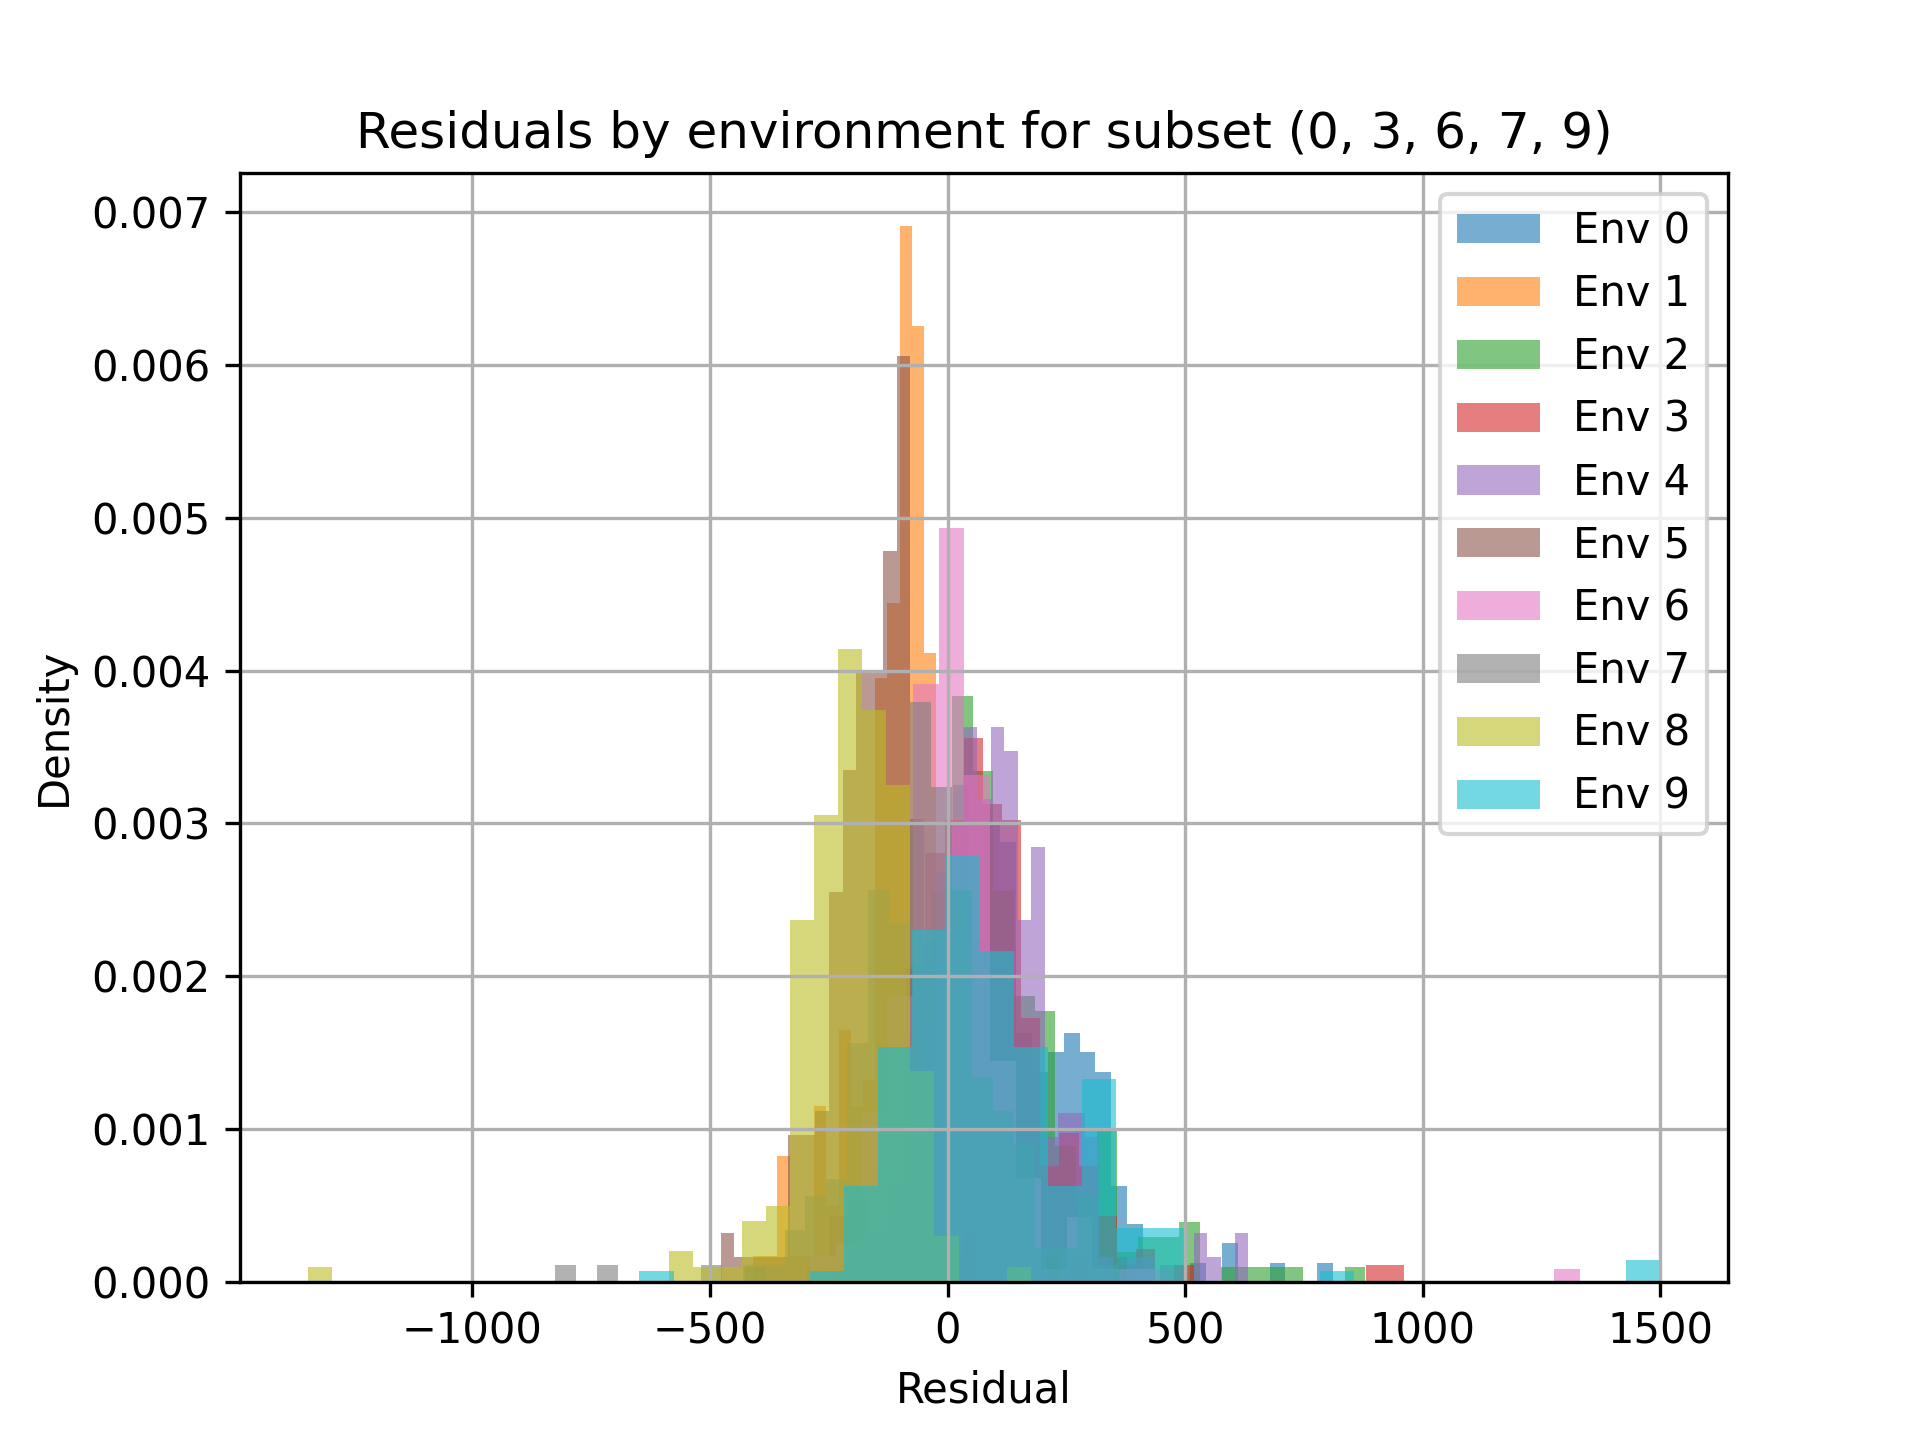 Residuals by environment for subset (0, 3, 6, 7, 9)
0.007
0.006
0.005
0.004
0.003
0.002
0.001
0.000
Density
Env 0
Env 1
Env 2
Env 3
Env 4
Env 5
Env 6
Env 7
Env 8
Env 9
−1000
−500
0
500
1000
1500
Residual